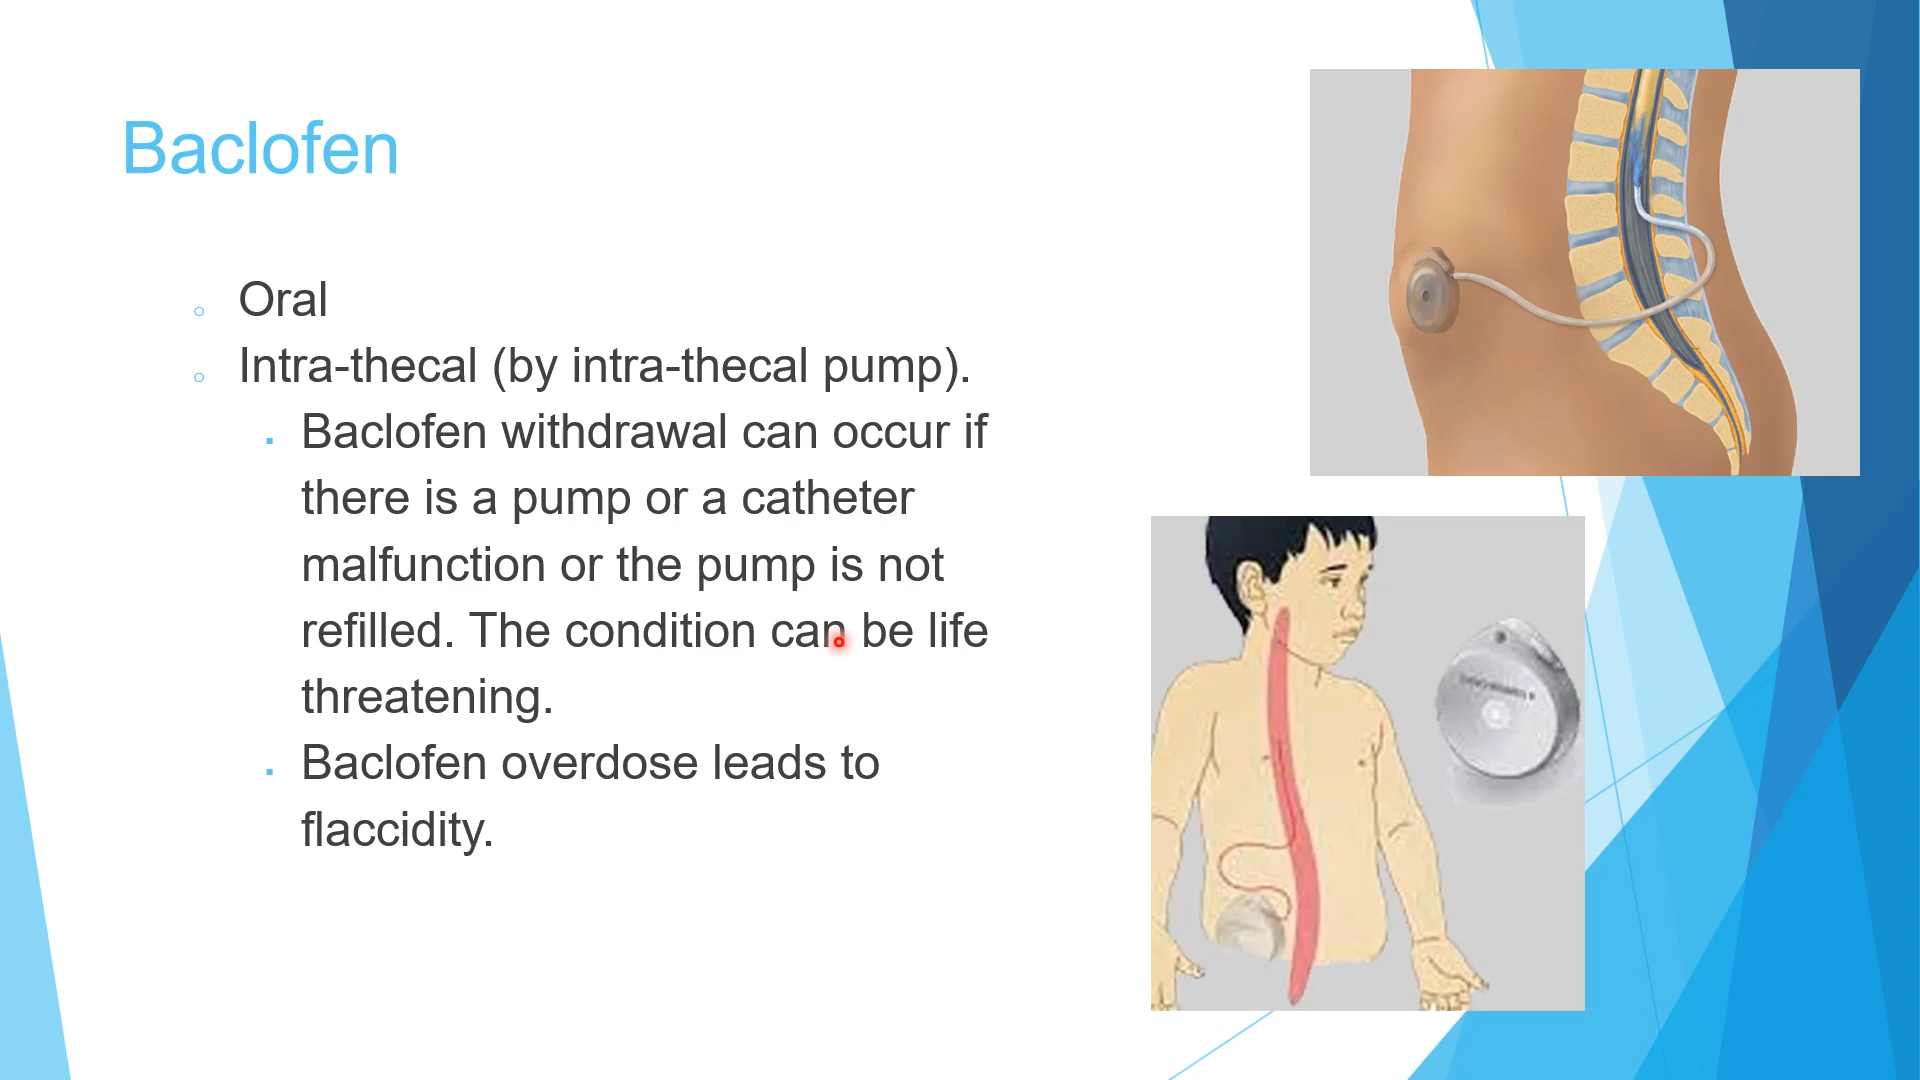 Baclofen
Oral
Intra-thecal (by intra-thecal pump).
Baclofen withdrawal can occur if
there is a pump or a catheter
malfunction or the pump is not
refilled. The condition can be life
threatening.
Baclofen overdose leads to
flaccidity.